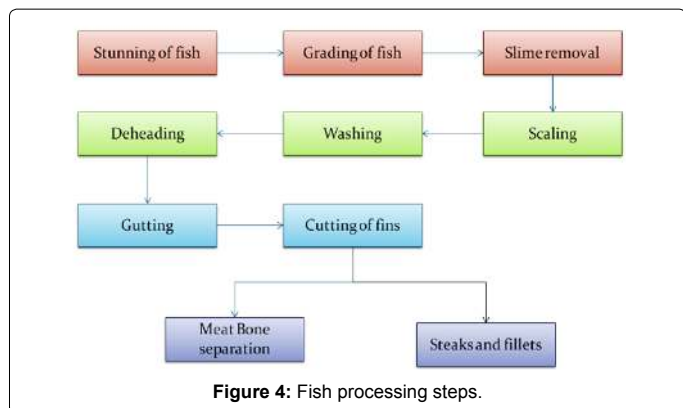 Stunning of fish
Grading of fish
Slime removal
Scaling
Washing
Deheading
Gutting
Cutting of fins
Meat Bone
separation
Steaks and fillets
Figure 4: Fish processing steps.